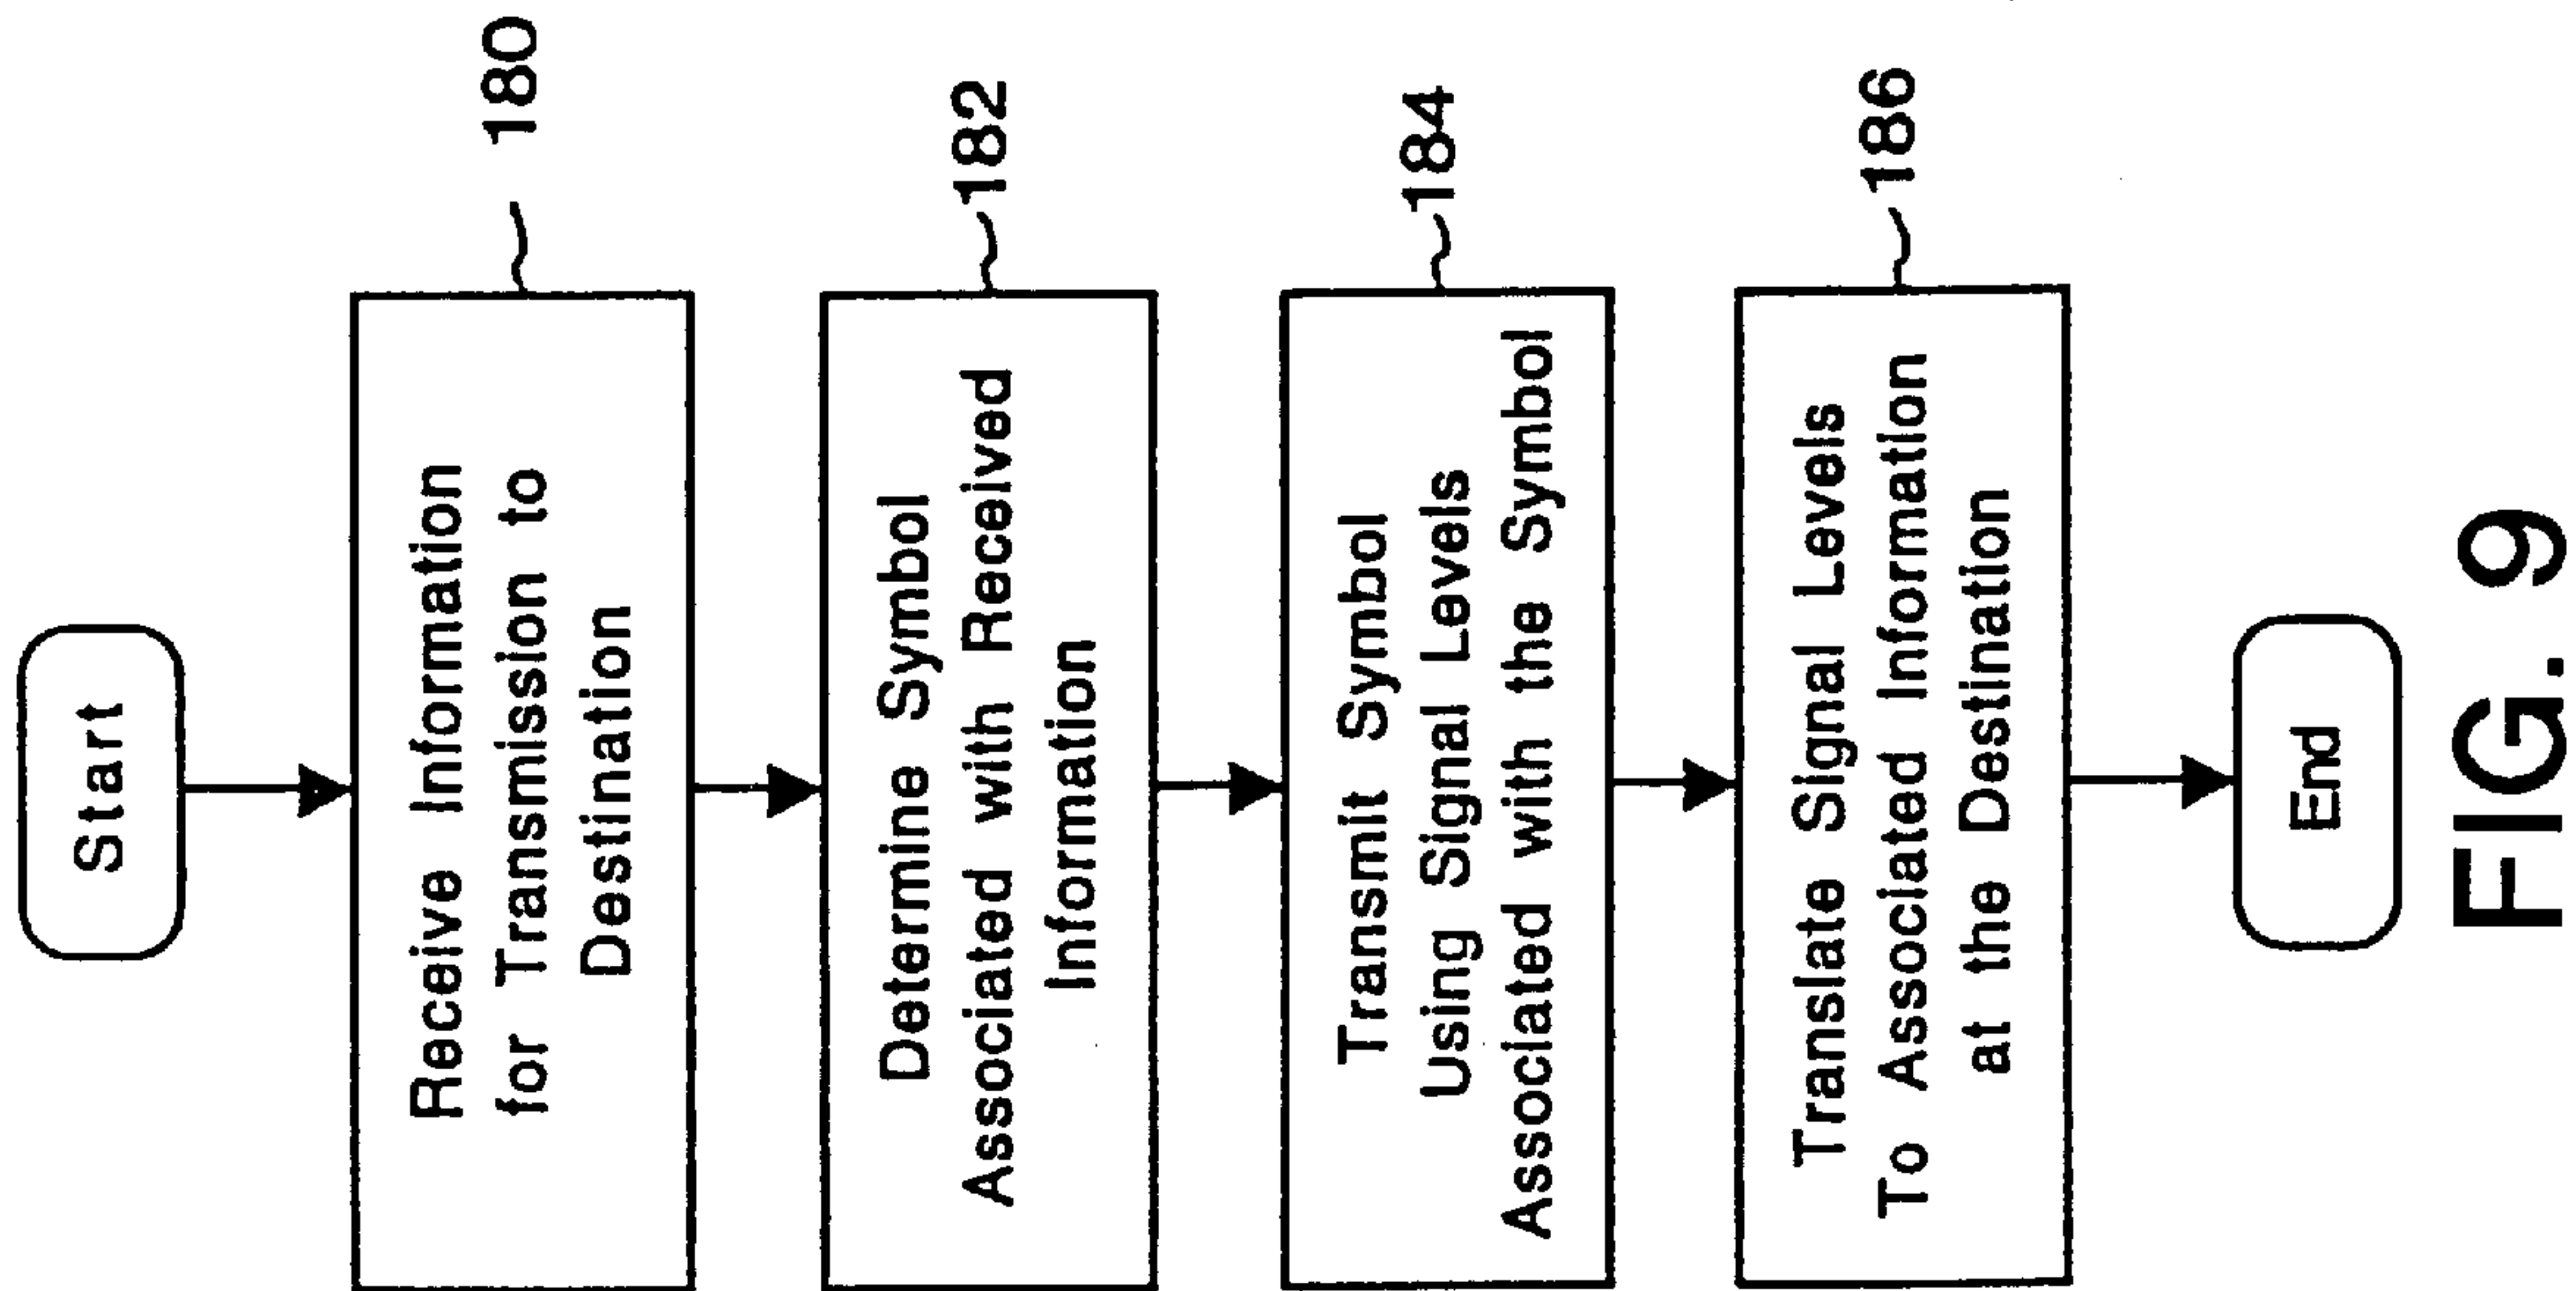 Start
Receive Information
for Transmission to
Destination
180
Determine Symbol
Associated with Received
Information
182
Transmit Symbol
Using Signal Levels
Associated with the Symbol
184
Translate Signal Levels
To Associated Information
at the Destination
186
End
FIG. 9